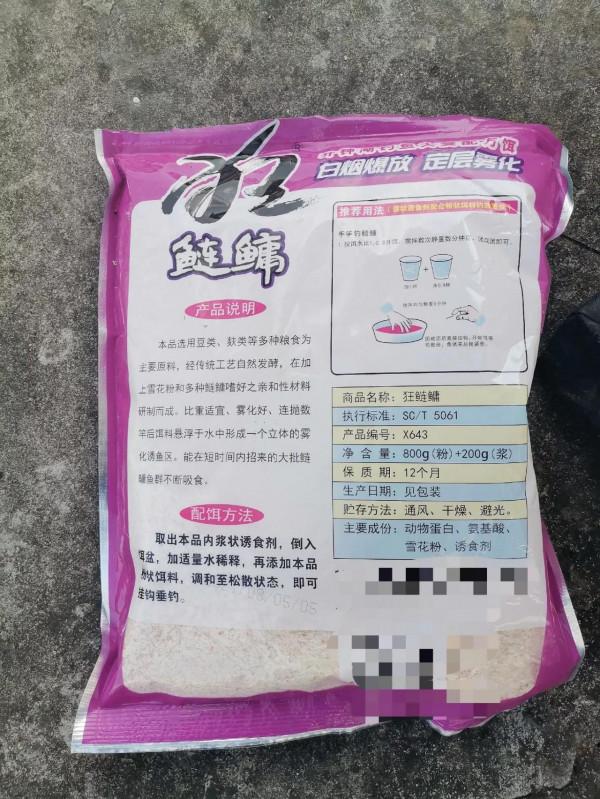 狂
鲢鳙
白烟爆放 定层雾化
产品说明
本品选用豆类、麸类等多种粮食为
主要原料，经传统工艺自然发酵，在加
上雪花粉和多种鲢鳙嗜好之亲和性材料
研制而成。比重适宜、雾化好、连抛数
竿后饵料悬浮于水中形成一个立体的雾
化诱鱼区。能在短时间内招来的大批鲢
鳙鱼群不断吸食。
配饵方法
取出本品内浆状诱食剂，倒入
饵盆，加适量水稀释，再添加本品
粉状饵料，调和至松散状态，即可
挂钩垂钓。
08/05/05
推荐用法
手竿钓鲢鳙
商品名称：狂鲢鳙
执行标准：SC/T 5061
产品编号：X643
净 含 量：800g(粉)+200g(浆)
保 质 期：12个月
生产日期：见包装
贮存方法：通风、干燥、避光。
主要成份：动物蛋白、氨基酸、
雪花粉、诱食剂